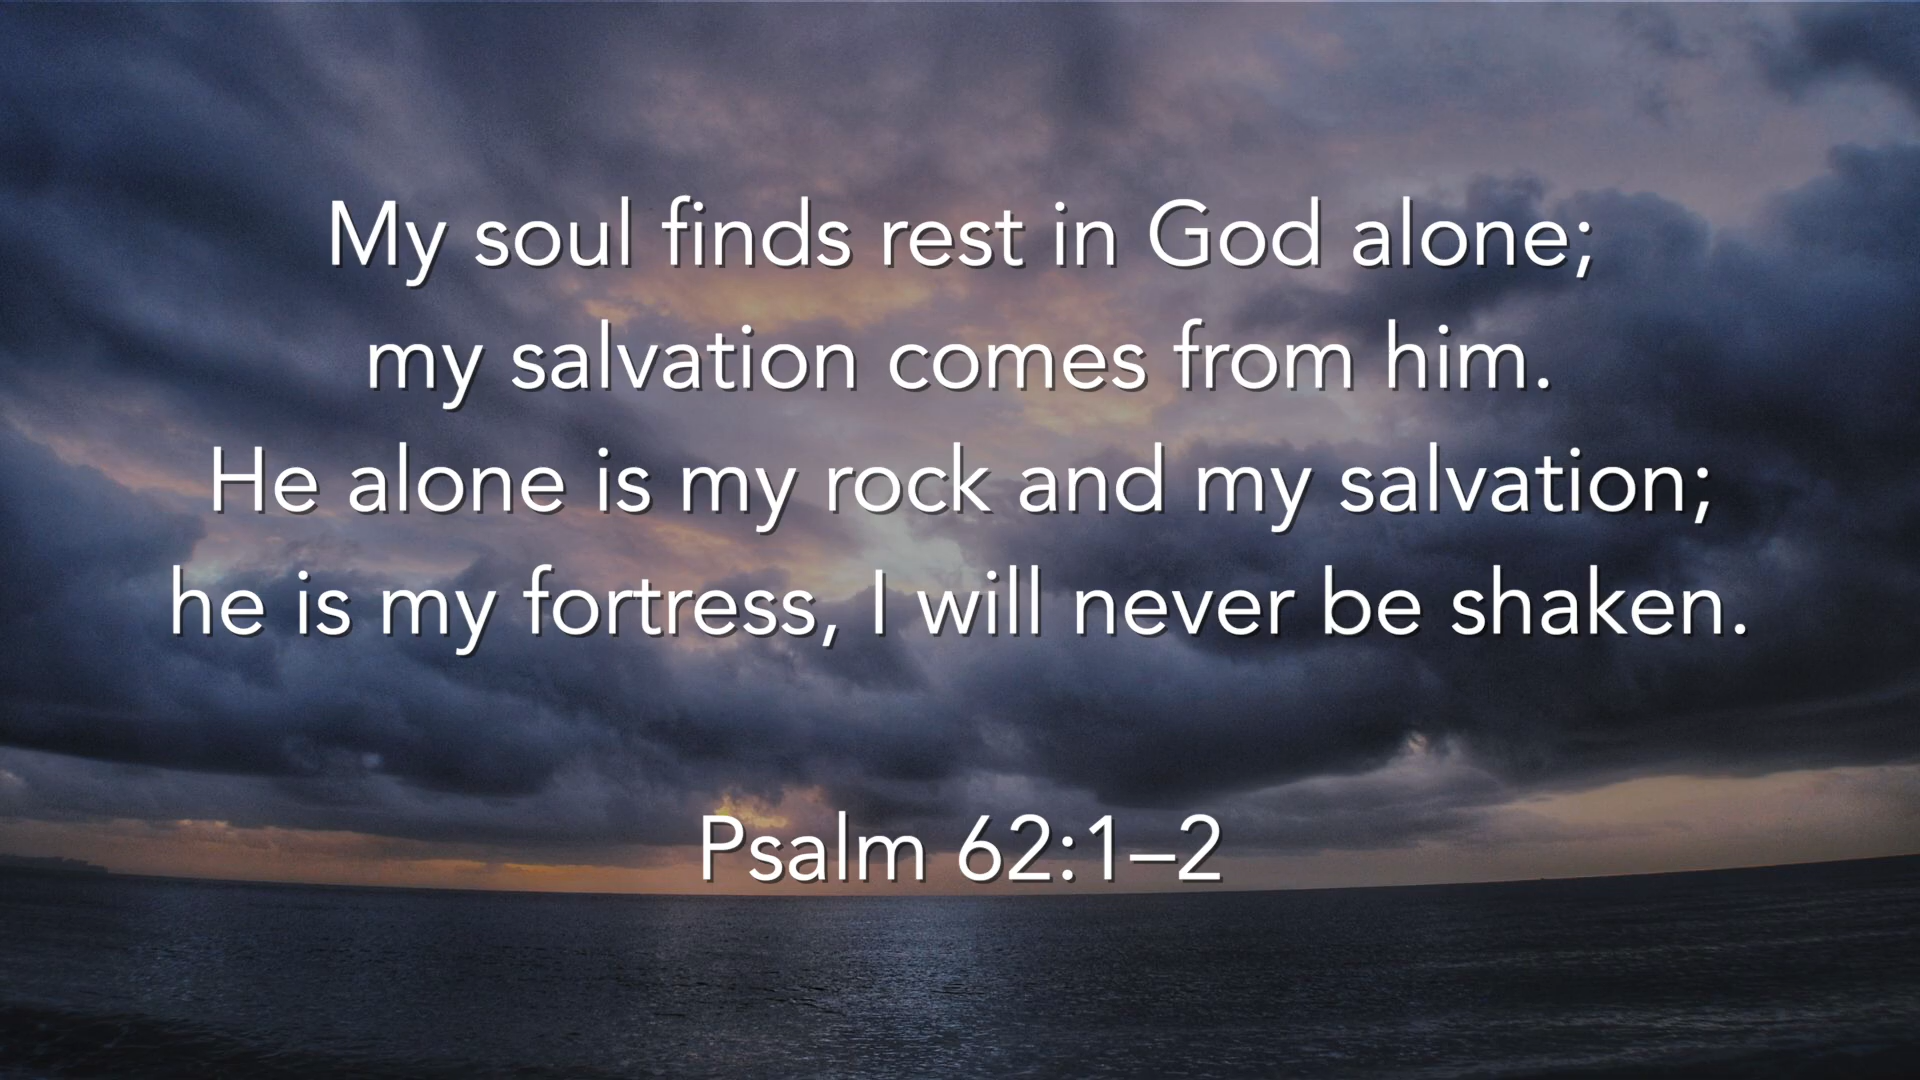 My soul finds rest in God alone;
my salvation comes from him.
He alone is my rock and my salvation;
he is my fortress, I will never be shaken.
Psalm 62:1–2